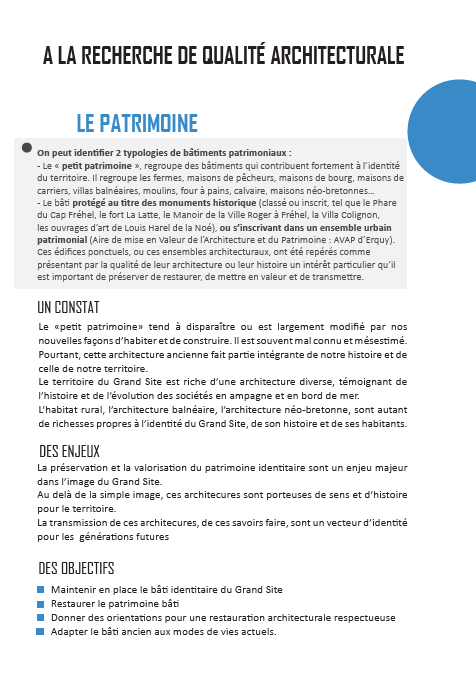 A LA RECHERCHE DE QUALITÉ ARCHITECTURALE
LE PATRIMOINE
On peut identifier 2 typologies de bâtiments patrimoniaux :
- Le « petit patrimoine », regroupe des bâtiments qui contribuent fortement à l'identité
du territoire. Il regroupe les fermes, maisons de pêcheurs, maisons de bourg, maisons de
carriers, villas balnéaires, moulins, four à pains, calvaire, maisons néo-bretonnes...
- Le bâti protégé au titre des monuments historique (classé ou inscrit, tel que le Phare
du Cap Fréhel, le fort La Latte, le Manoir de la Ville Roger à Fréhel, la Villa Colignon,
les ouvrages d'art de Louis Harel de la Noé), ou s'inscrivant dans un ensemble urbain
patrimonial (Aire de mise en Valeur de l'Architecture et du Patrimoine : AVAP d'Erquy).
Ces édifices ponctuels, ou ces ensembles architecturaux, ont été repérés comme
présentant par la qualité de leur architecture ou leur histoire un intérêt particulier qu'il
est important de préserver de restaurer, de mettre en valeur et de transmettre.
UN CONSTAT
Le «petit patrimoine» tend à disparaître ou est largement modifié par nos
nouvelles façons d'habiter et de construire. Il est souvent mal connu et mésestimé.
Pourtant, cette architecture ancienne fait partie intégrante de notre histoire et de
celle de notre territoire.
Le territoire du Grand Site est riche d'une architecture diverse, témoignant de
l'histoire et de l'évolution des sociétés en ampagne et en bord de mer.
L'habitat rural, l'architecture balnéaire, l'architecture néo-bretonne, sont autant
de richesses propres à l'identité du Grand Site, de son histoire et de ses habitants.
DES ENJEUX
La préservation et la valorisation du patrimoine identitaire sont un enjeu majeur
dans l'image du Grand Site.
Au delà de la simple image, ces architecures sont porteuses de sens et d'histoire
pour le territoire.
La transmission de ces architecures, de ces savoirs faire, sont un vecteur d'identité
pour les générations futures
DES OBJECTIFS
Maintenir en place le bâti identitaire du Grand Site
Restaurer le patrimoine bâti
Donner des orientations pour une restauration architecturale respectueuse
Adapter le bâti ancien aux modes de vies actuels.